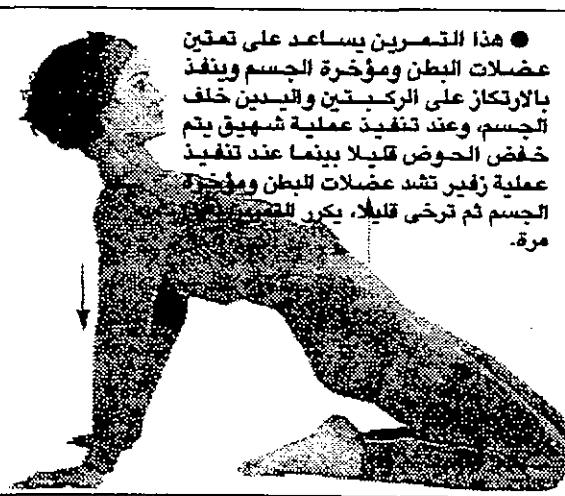 ● هذا التمرين يساعد على تمتين
عضلات البطن ومؤخرة الجسم وينفذ
بالارتكاز على الركبتين واليدين خلف
الجسم، وعند تنفيذ عملية شهيق يتم
خفض الحوض قليلا بينما عند تنفيذ
عملية زفير تشد عضلات للبطن ومؤخرة
الجسم ثم ترخى قليلا، يكرر التمرين
مرة.